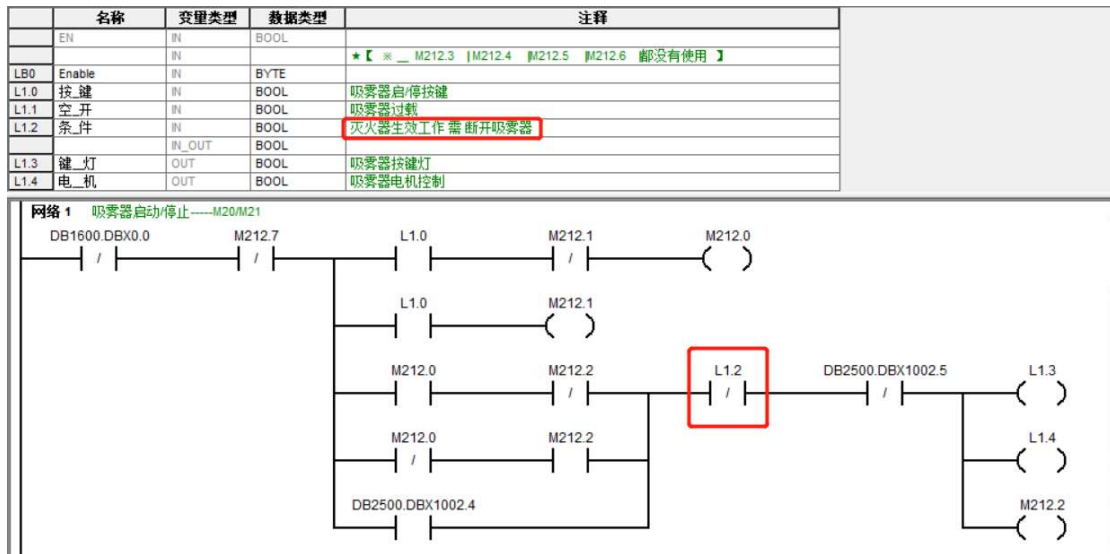 名称 变量类型 数据类型 注释
EN IN BOOL
IN ★【 ※ __ M212.3 |M212.4 |M212.5 |M212.6 都没有使用 】
LB0 Enable IN BYTE
L1.0 按_键 IN BOOL 吸雾器启/停按键
L1.1 空_开 IN BOOL 吸雾器过载
L1.2 条_件 IN BOOL 灭火器生效工作 需 断开吸雾器
IN_OUT BOOL
L1.3 键__灯 OUT BOOL 吸雾器按键灯
L1.4 电__机 OUT BOOL 吸雾器电机控制
网络 1 吸雾器启动/停止-----M20/M21
DB1600.DBX0.0 M212.7 L1.0 M212.1 M212.0
L1.0 M212.1
M212.0 M212.2 L1.2 DB2500.DBX1002.5 L1.3
M212.0 M212.2 L1.4
DB2500.DBX1002.4 M212.2